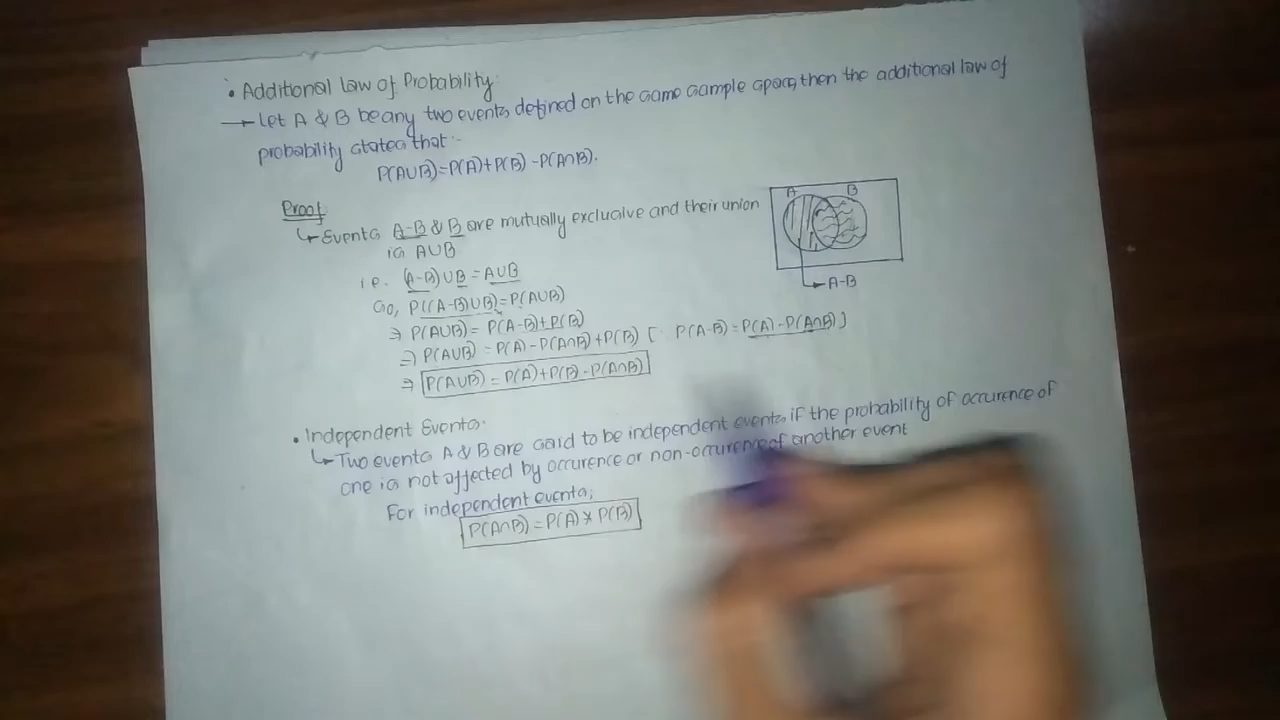 • Additional law of Probability:
→ Let A & B be any two events defined on the same sample space, then the additional law of
probability states that :-
P(A∪B)=P(A)+P(B)-P(A∩B).
Proof
↳ Events A-B & B are mutually exclusive and their union
is A∪B
i.e. (A-B)∪B = A∪B
So, P((A-B)∪B)=P(A∪B)
⇒ P(A∪B) = P(A-B)+P(B)
⇒ P(A∪B) = P(A)-P(A∩B)+P(B) [∵ P(A-B)=P(A)-P(A∩B)]
⇒ P(A∪B) = P(A)+P(B)-P(A∩B)
A B
A-B
• Independent Events:
↳ Two events A & B are said to be independent events if the probability of occurence of
one is not affected by occurence or non-occurence of another event
For independent events,
P(A∩B) = P(A) * P(B)